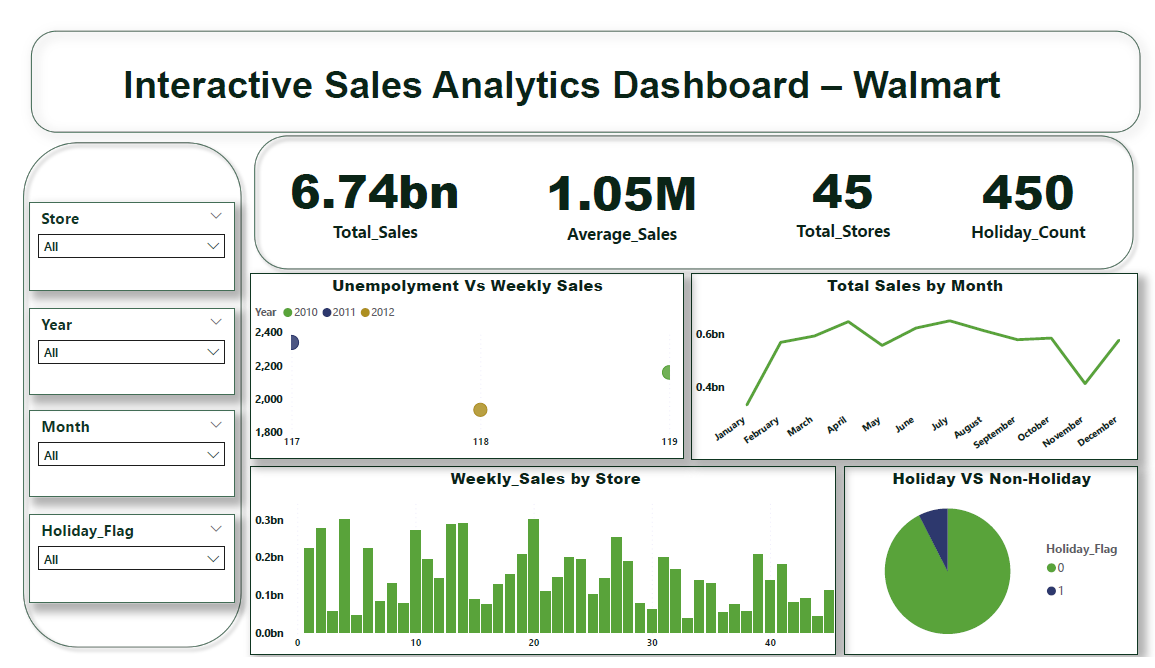 Interactive Sales Analytics Dashboard – Walmart
Store
All
Year
All
Month
All
Holiday_Flag
All
6.74bn
Total_Sales
1.05M
Average_Sales
45
Total_Stores
450
Holiday_Count
Unempolyment Vs Weekly Sales
Year 2010 2011 2012
2,400
2,200
2,000
1,800
117 118 119
Total Sales by Month
0.6bn
0.4bn
January February March April May June July August September October November December
Weekly_Sales by Store
0.3bn
0.2bn
0.1bn
0.0bn
0 10 20 30 40
Holiday VS Non-Holiday
Holiday_Flag
0
1